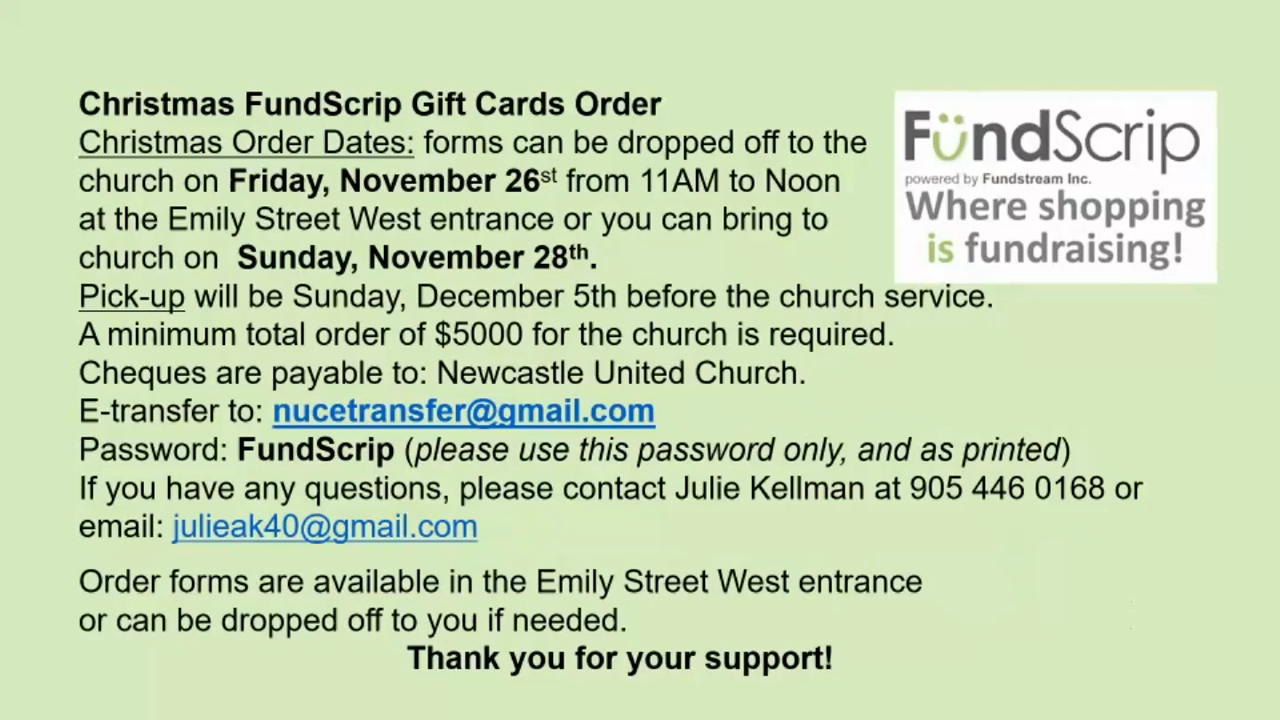 Christmas FundScrip Gift Cards Order
Christmas Order Dates: forms can be dropped off to the
church on Friday, November 26st from 11AM to Noon
at the Emily Street West entrance or you can bring to
church on Sunday, November 28th.
Pick-up will be Sunday, December 5th before the church service.
A minimum total order of $5000 for the church is required.
Cheques are payable to: Newcastle United Church.
E-transfer to: nucetransfer@gmail.com
Password: FundScrip (please use this password only, and as printed)
If you have any questions, please contact Julie Kellman at 905 446 0168 or
email: julieak40@gmail.com
Order forms are available in the Emily Street West entrance
or can be dropped off to you if needed.
Thank you for your support!
FündScrip
powered by Fundstream Inc.
Where shopping
is fundraising!